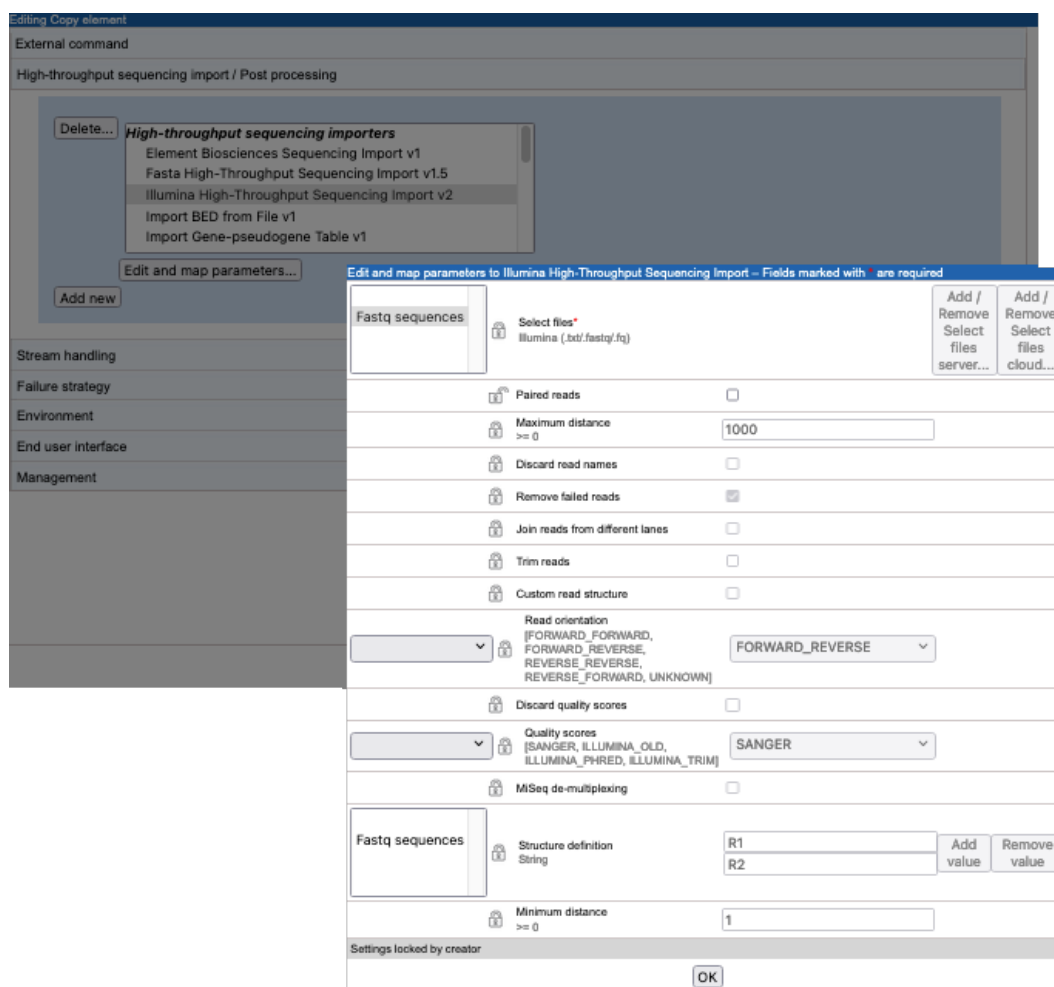 Editing Copy element
External command
High-throughput sequencing import / Post processing
Delete...
High-throughput sequencing importers
Element Biosciences Sequencing Import v1
Fasta High-Throughput Sequencing Import v1.5
Illumina High-Throughput Sequencing Import v2
Import BED from File v1
Import Gene-pseudogene Table v1
Edit and map parameters...
Add new
Stream handling
Failure strategy
Environment
End user interface
Management
Edit and map parameters to Illumina High-Throughput Sequencing Import – Fields marked with * are required
Fastq sequences
Select files*
Illumina (.txt/.fastq/.fq)
Add /
Remove
Select
files
server...
Add /
Remove
Select
files
cloud...
Paired reads
Maximum distance
>= 0
1000
Discard read names
Remove failed reads
Join reads from different lanes
Trim reads
Custom read structure
Read orientation
[FORWARD_FORWARD,
FORWARD_REVERSE,
REVERSE_REVERSE,
REVERSE_FORWARD, UNKNOWN]
FORWARD_REVERSE
Discard quality scores
Quality scores
[SANGER, ILLUMINA_OLD,
ILLUMINA_PHRED, ILLUMINA_TRIM]
SANGER
MiSeq de-multiplexing
Fastq sequences
Structure definition
String
R1
R2
Add
value
Remove
value
Minimum distance
>= 0
1
Settings locked by creator
OK